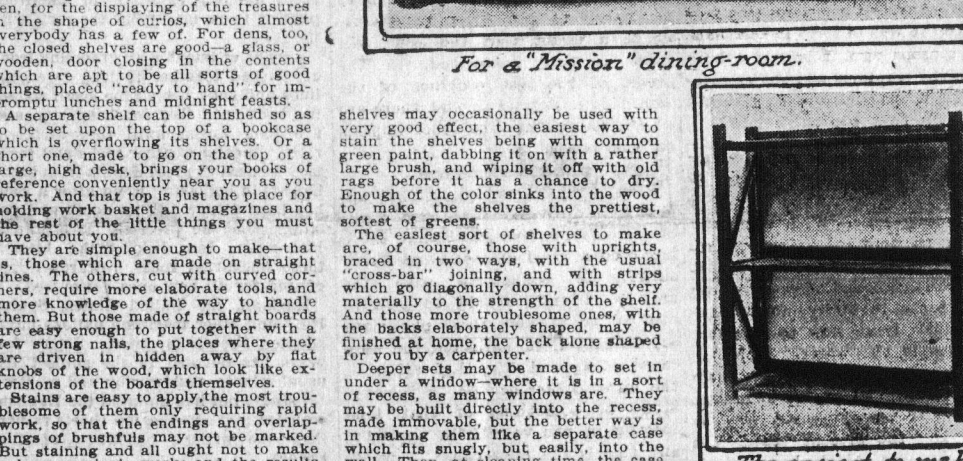 en, for the displaying of the treasures
the shape of curios, which almost
verybody has a few of. For dens, too,
he closed shelves are good—a glass, or
ooden, door closing in the contents
hich are apt to be all sorts of good
hings, placed "ready to hand" for im-
romptu lunches and midnight feasts.
A separate shelf can be finished so as
o be set upon the top of a bookcase
hich is overflowing its shelves. Or a
hort one, made to go on the top of a
arge, high desk, brings your books of
eference conveniently near you as you
work. And that top is just the place for
holding work basket and magazines and
the rest of the little things you must
have about you.
They are simple enough to make—that
s, those which are made on straight
ines. The others, cut with curved cor-
ners, require more elaborate tools, and
more knowledge of the way to handle
them. But those made of straight boards
are easy enough to put together with a
few strong nails, the places where they
are driven in hidden away by flat
knobs of the wood, which look like ex-
tensions of the boards themselves.
Stains are easy to apply, the most trou-
blesome of them only requiring rapid
work, so that the endings and overlap-
pings of brushfuls may not be marked.
But staining and all ought not to make
For a "Mission" dining-room.
shelves may occasionally be used with
very good effect, the easiest way to
stain the shelves being with common
green paint, dabbing it on with a rather
large brush, and wiping it off with old
rags before it has a chance to dry.
Enough of the color sinks into the wood
to make the shelves the prettiest,
softest of greens.
The easiest sort of shelves to make
are, of course, those with uprights,
braced in two ways, with the usual
"cross-bar" joining, and with strips
which go diagonally down, adding very
materially to the strength of the shelf.
And those more troublesome ones, with
the backs elaborately shaped, may be
finished at home, the back alone shaped
for you by a carpenter.
Deeper sets may be made to set in
under a window—where it is in a sort
of recess, as many windows are. They
may be built directly into the recess,
made immovable, but the better way is
in making them like a separate case
which fits snugly, but, easily, into the